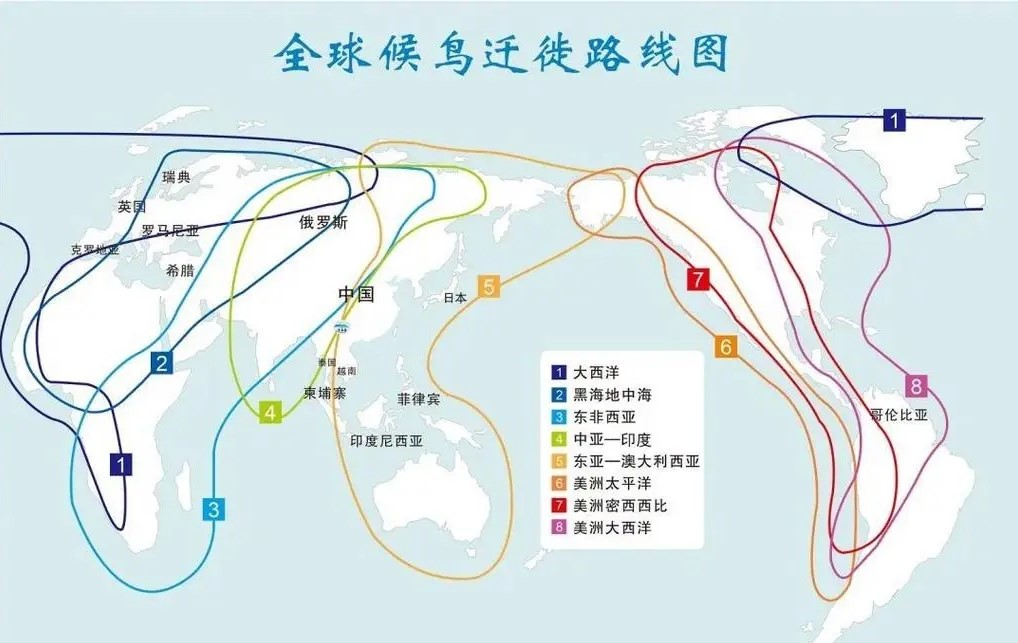 全球候鸟迁徙路线图
1
瑞典
英国
罗马尼亚
俄罗斯
克罗地亚
希腊
5
7
中国
日本
6
2
泰国
越南
柬埔寨
菲律宾
4
8
哥伦比亚
印度尼西亚
1
3
1 大西洋
2 黑海地中海
3 东非西亚
4 中亚—印度
5 东亚—澳大利西亚
6 美洲太平洋
7 美洲密西西比
8 美洲大西洋